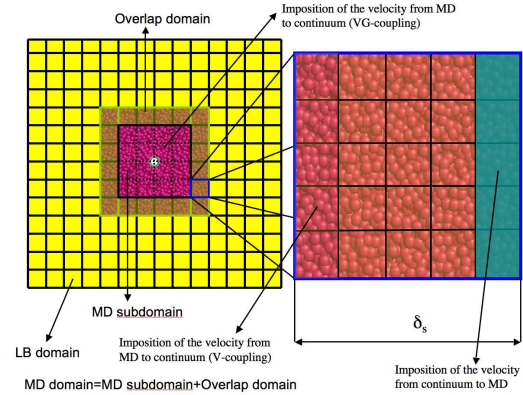 Overlap domain
Imposition of the velocity from MD
to continuum (VG-coupling)
MD subdomain
δs
Imposition of the velocity from
MD to continuum (V-coupling)
LB domain
Imposition of the velocity
from continuum to MD
MD domain=MD subdomain+Overlap domain